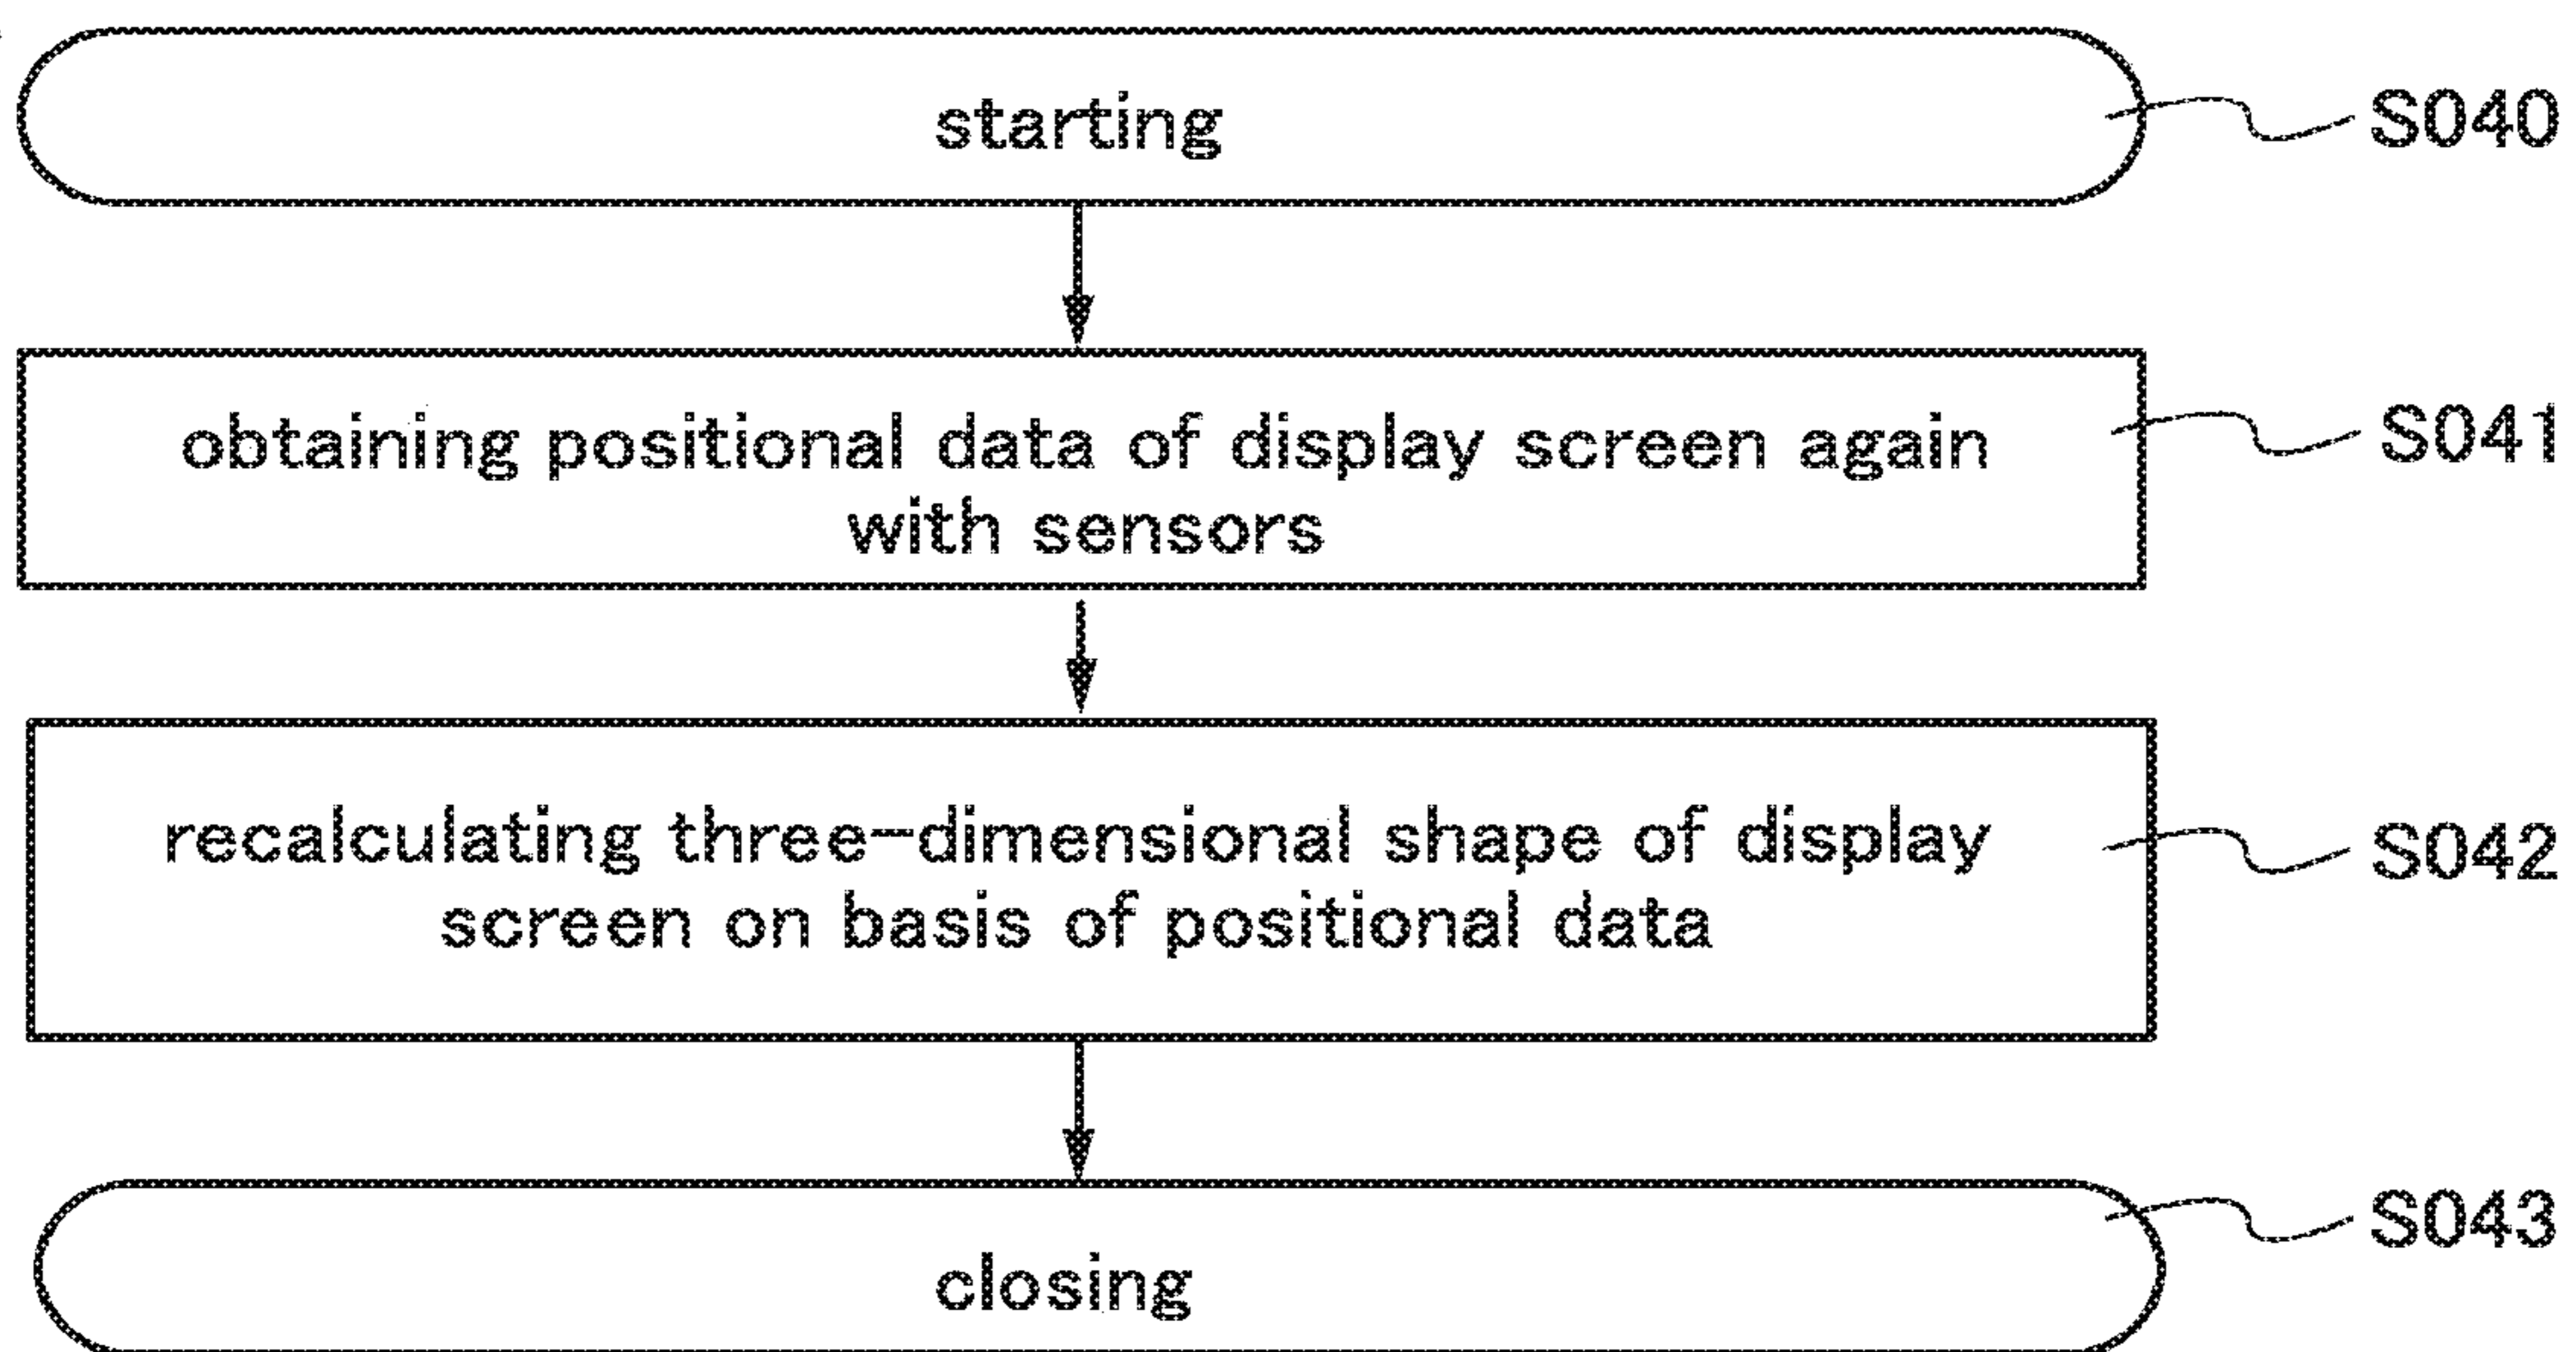 starting
S040
obtaining positional data of display screen again
with sensors
S041
recalculating three-dimensional shape of display
screen on basis of positional data
S042
closing
S043